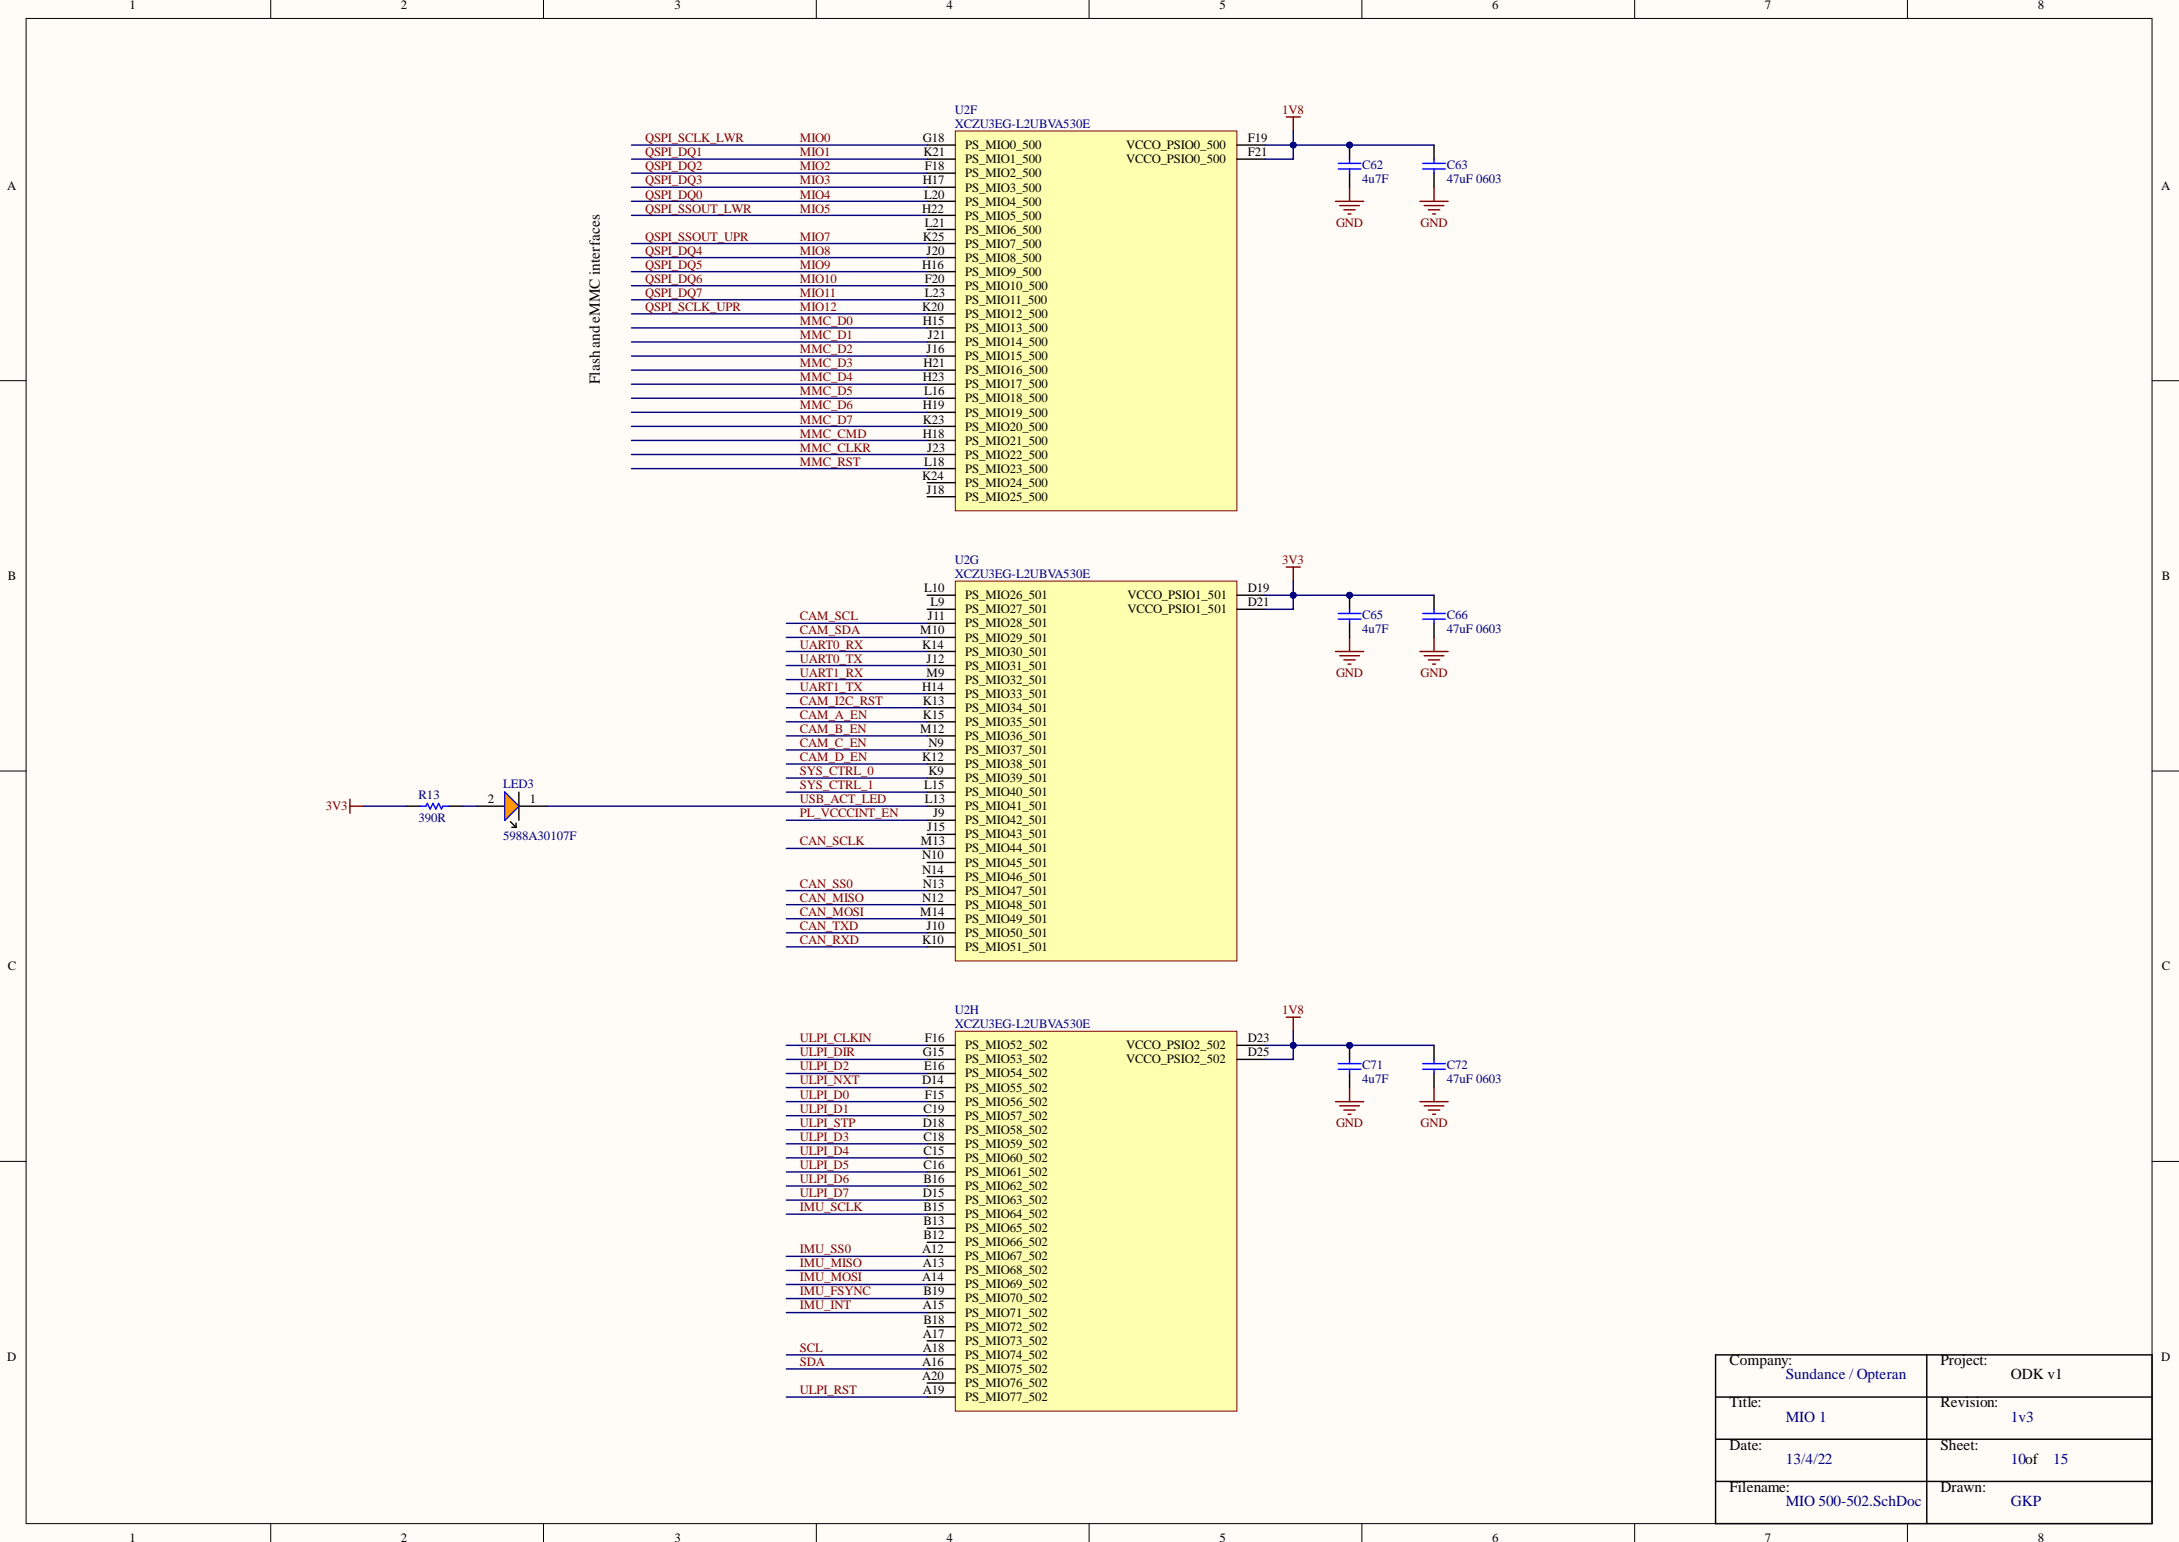 1 2 3 4 5 6 7 8
A A
B B
C C
D D
Flash and eMMC interfaces
U2F
XCZU3EG-L2UBVA530E
1V8
QSPI_SCLK_LWR MIO0 G18 PS_MIO0_500 VCCO_PSIO0_500 F19
QSPI_DQ1 MIO1 K21 PS_MIO1_500 VCCO_PSIO0_500 F21
QSPI_DQ2 MIO2 F18 PS_MIO2_500
QSPI_DQ3 MIO3 H17 PS_MIO3_500
QSPI_DQ0 MIO4 L20 PS_MIO4_500
QSPI_SSOUT_LWR MIO5 H22 PS_MIO5_500
L21 PS_MIO6_500
QSPI_SSOUT_UPR MIO7 K25 PS_MIO7_500
QSPI_DQ4 MIO8 J20 PS_MIO8_500
QSPI_DQ5 MIO9 H16 PS_MIO9_500
QSPI_DQ6 MIO10 F20 PS_MIO10_500
QSPI_DQ7 MIO11 L23 PS_MIO11_500
QSPI_SCLK_UPR MIO12 K20 PS_MIO12_500
MMC_D0 H15 PS_MIO13_500
MMC_D1 J21 PS_MIO14_500
MMC_D2 J16 PS_MIO15_500
MMC_D3 H21 PS_MIO16_500
MMC_D4 H23 PS_MIO17_500
MMC_D5 L16 PS_MIO18_500
MMC_D6 H19 PS_MIO19_500
MMC_D7 K23 PS_MIO20_500
MMC_CMD H18 PS_MIO21_500
MMC_CLKR J23 PS_MIO22_500
MMC_RST L18 PS_MIO23_500
K24 PS_MIO24_500
J18 PS_MIO25_500
C62 C63
4u7F 47uF 0603
GND GND
U2G
XCZU3EG-L2UBVA530E
3V3
L10 PS_MIO26_501 VCCO_PSIO1_501 D19
L9 PS_MIO27_501 VCCO_PSIO1_501 D21
CAM_SCL J11 PS_MIO28_501
CAM_SDA M10 PS_MIO29_501
UART0_RX K14 PS_MIO30_501
UART0_TX J12 PS_MIO31_501
UART1_RX M9 PS_MIO32_501
UART1_TX H14 PS_MIO33_501
CAM_I2C_RST K13 PS_MIO34_501
CAM_A_EN K15 PS_MIO35_501
CAM_B_EN M12 PS_MIO36_501
CAM_C_EN N9 PS_MIO37_501
CAM_D_EN K12 PS_MIO38_501
SYS_CTRL_0 K9 PS_MIO39_501
SYS_CTRL_1 L15 PS_MIO40_501
USB_ACT_LED L13 PS_MIO41_501
PL_VCCCINT_EN J9 PS_MIO42_501
J15 PS_MIO43_501
CAN_SCLK M13 PS_MIO44_501
N10 PS_MIO45_501
N14 PS_MIO46_501
CAN_SS0 N13 PS_MIO47_501
CAN_MISO N12 PS_MIO48_501
CAN_MOSI M14 PS_MIO49_501
CAN_TXD J10 PS_MIO50_501
CAN_RXD K10 PS_MIO51_501
C65 C66
4u7F 47uF 0603
GND GND
3V3
R13
390R
LED3
2 1
5988A30107F
U2H
XCZU3EG-L2UBVA530E
1V8
ULPI_CLKIN F16 PS_MIO52_502 VCCO_PSIO2_502 D23
ULPI_DIR G15 PS_MIO53_502 VCCO_PSIO2_502 D25
ULPI_D2 E16 PS_MIO54_502
ULPI_NXT D14 PS_MIO55_502
ULPI_D0 F15 PS_MIO56_502
ULPI_D1 C19 PS_MIO57_502
ULPI_STP D18 PS_MIO58_502
ULPI_D3 C18 PS_MIO59_502
ULPI_D4 C15 PS_MIO60_502
ULPI_D5 C16 PS_MIO61_502
ULPI_D6 B16 PS_MIO62_502
ULPI_D7 D15 PS_MIO63_502
IMU_SCLK B15 PS_MIO64_502
B13 PS_MIO65_502
B12 PS_MIO66_502
IMU_SS0 A12 PS_MIO67_502
IMU_MISO A13 PS_MIO68_502
IMU_MOSI A14 PS_MIO69_502
IMU_FSYNC B19 PS_MIO70_502
IMU_INT A15 PS_MIO71_502
B18 PS_MIO72_502
A17 PS_MIO73_502
SCL A18 PS_MIO74_502
SDA A16 PS_MIO75_502
A20 PS_MIO76_502
ULPI_RST A19 PS_MIO77_502
C71 C72
4u7F 47uF 0603
GND GND
Company: Sundance / Opteran Project: ODK v1
Title: MIO 1 Revision: 1v3
Date: 13/4/22 Sheet: 10of 15
Filename: MIO 500-502.SchDoc Drawn: GKP
1 2 3 4 5 6 7 8